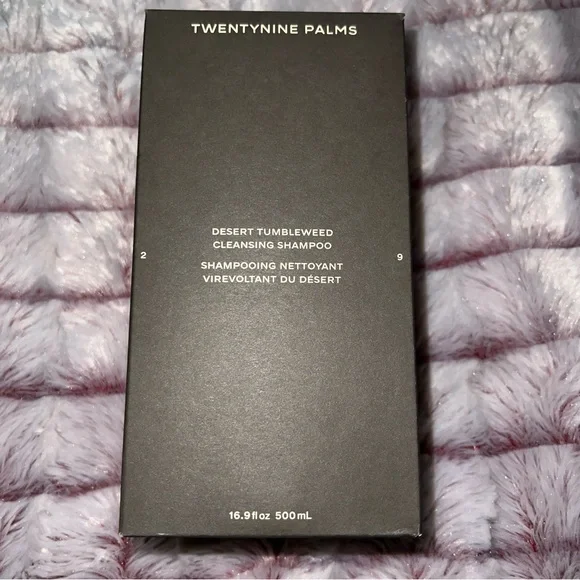 TWENTYNINE PALMS
DESERT TUMBLEWEED
CLEANSING SHAMPOO
2
9
SHAMPOOING NETTOYANT
VIREVOLTANT DU DÉSERT
16.9 fl oz 500 mL